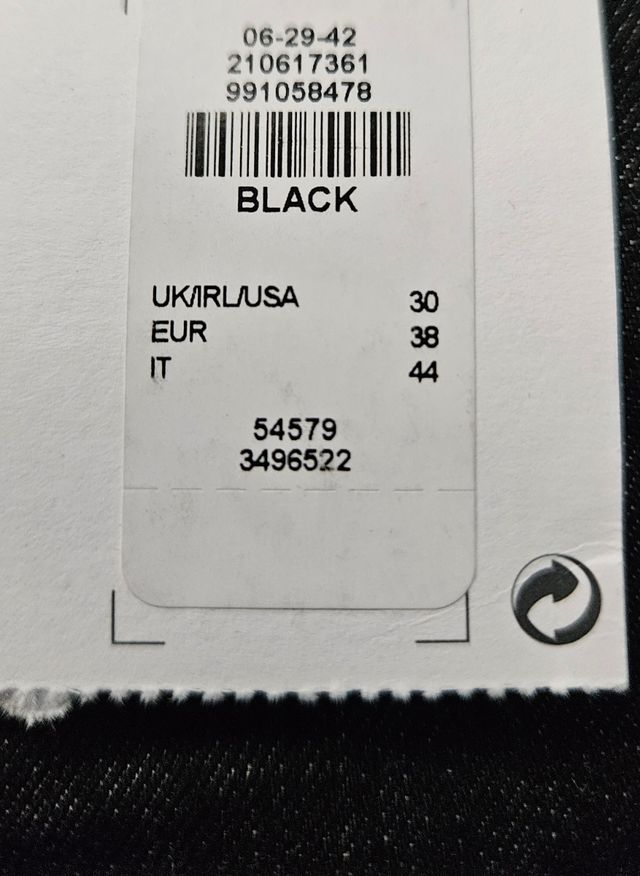 06-29-42
210617361
991058478
BLACK
UK/IRL/USA 30
EUR 38
IT 44
54579
3496522